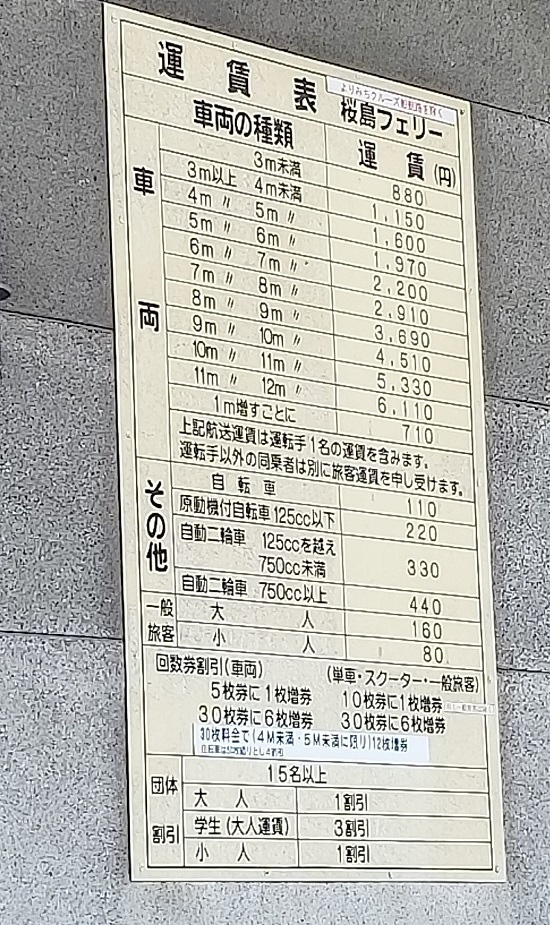 よりみちクルーズ船航路を除く
運賃表 桜島フェリー
車両の種類 運賃(円)
車両
3m未満 880
3m以上 4m未満 1,150
4m 〃 5m 〃 1,600
5m 〃 6m 〃 1,970
6m 〃 7m 〃 2,200
7m 〃 8m 〃 2,910
8m 〃 9m 〃 3,690
9m 〃 10m 〃 4,510
10m 〃 11m 〃 5,330
11m 〃 12m 〃 6,110
1m増すごとに 710
上記航送運賃は運転手1名の運賃を含みます。
運転手以外の同乗者は別に旅客運賃を申し受けます。
その他
自転車 110
原動機付自転車125cc以下 220
自動二輪車 125ccを越え
750cc未満 330
自動二輪車 750cc以上 440
一般旅客
大人 160
小人 80
回数券割引(車両) (単車・スクーター・一般旅客)
5枚券に1枚増券 10枚券に1枚増券
30枚券に6枚増券 30枚券に6枚増券
30枚料金で(4M未満・5M未満に限り)12枚増券
団体割引
15名以上
大人 1割引
学生(大人運賃) 3割引
小人 1割引